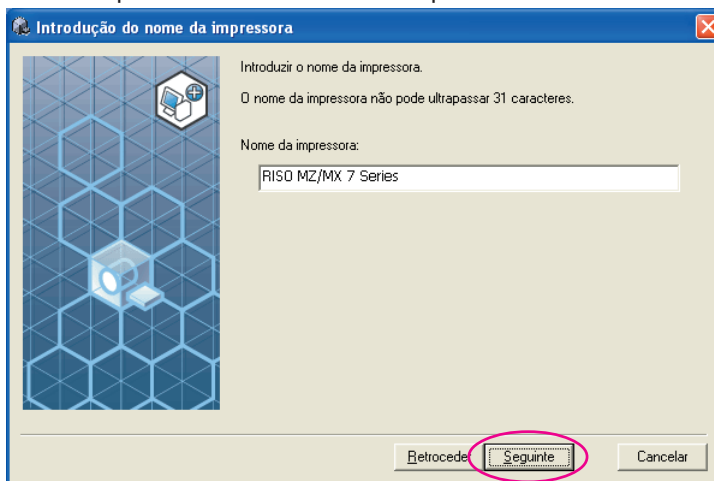 Introdução do nome da impressora
Introduzir o nome da impressora.
O nome da impressora não pode ultrapassar 31 caracteres.
Nome da impressora:
RISO MZ/MX 7 Series
Retroceder Seguinte Cancelar